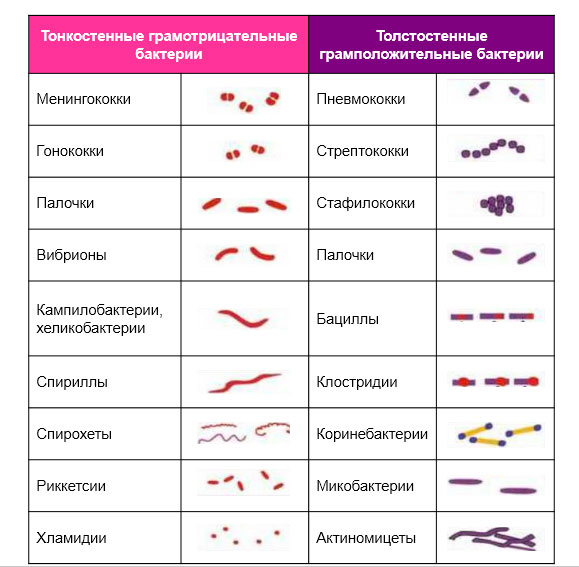 Тонкостенные грамотрицательные
бактерии
Толстостенные
грамположительные бактерии
Менингококки
Пневмококки
Гонококки
Стрептококки
Палочки
Стафилококки
Вибрионы
Палочки
Кампилобактерии,
хеликобактерии
Бациллы
Спириллы
Клостридии
Спирохеты
Коринебактерии
Риккетсии
Микобактерии
Хламидии
Актиномицеты